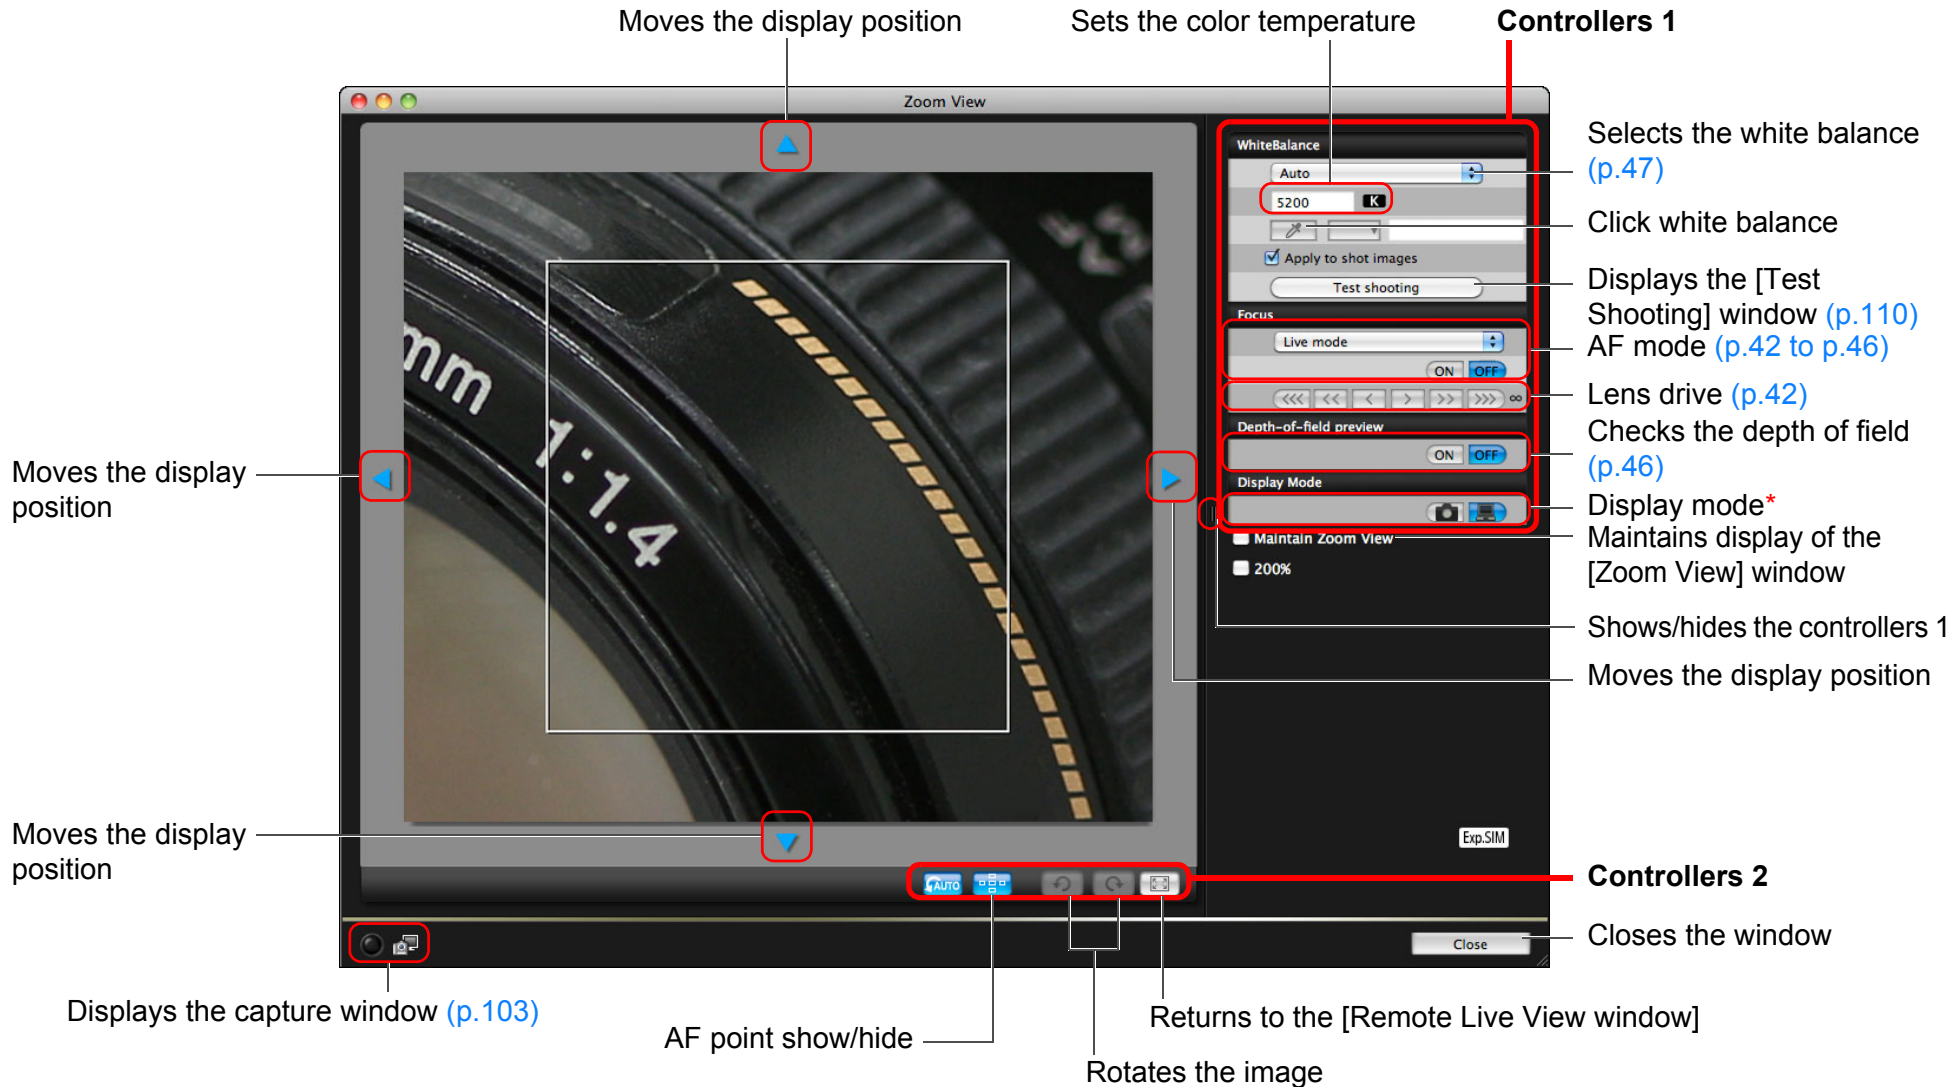 Moves the display position
Sets the color temperature
Controllers 1
Zoom View
WhiteBalance
Auto
5200 K
Apply to shot images
Test shooting
Focus
Live mode
ON OFF
<<< << < > >> >>> ∞
Depth-of-field preview
ON OFF
Display Mode
Maintain Zoom View
200%
Exp.SIM
Selects the white balance
(p.47)
Click white balance
Displays the [Test
Shooting] window (p.110)
AF mode (p.42 to p.46)
Lens drive (p.42)
Checks the depth of field
(p.46)
Display mode*
Maintains display of the
[Zoom View] window
Shows/hides the controllers 1
Moves the display position
mm 1:1.4
Moves the display
position
Moves the display
position
AUTO
Controllers 2
Close
Closes the window
Displays the capture window (p.103)
AF point show/hide
Returns to the [Remote Live View window]
Rotates the image